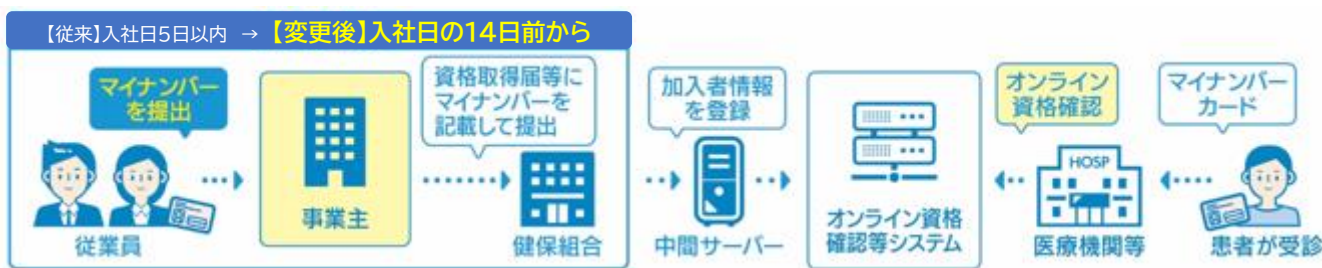 【従来】入社日5日以内 → 【変更後】入社日の14日前から
マイナンバー
を提出
従業員
事業主
資格取得届等に
マイナンバーを
記載して提出
健保組合
加入者情報
を登録
中間サーバー
オンライン資格
確認等システム
オンライン
資格確認
HOSP
医療機関等
マイナンバー
カード
患者が受診